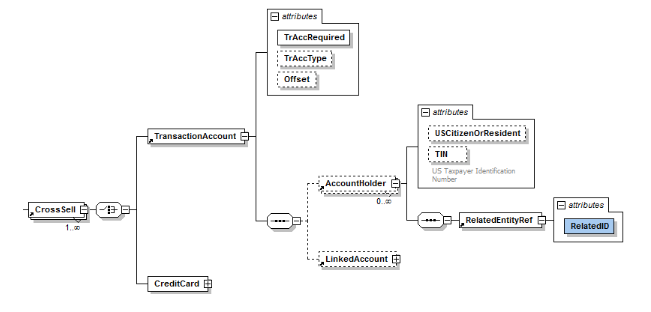 attributes
TrAccRequired
TrAccType
Offset
attributes
USCitizenOrResident
TIN
US Taxpayer Identification
Number
TransactionAccount
AccountHolder
0..∞
CrossSell
1..∞
RelatedEntityRef
attributes
RelatedID
LinkedAccount
CreditCard